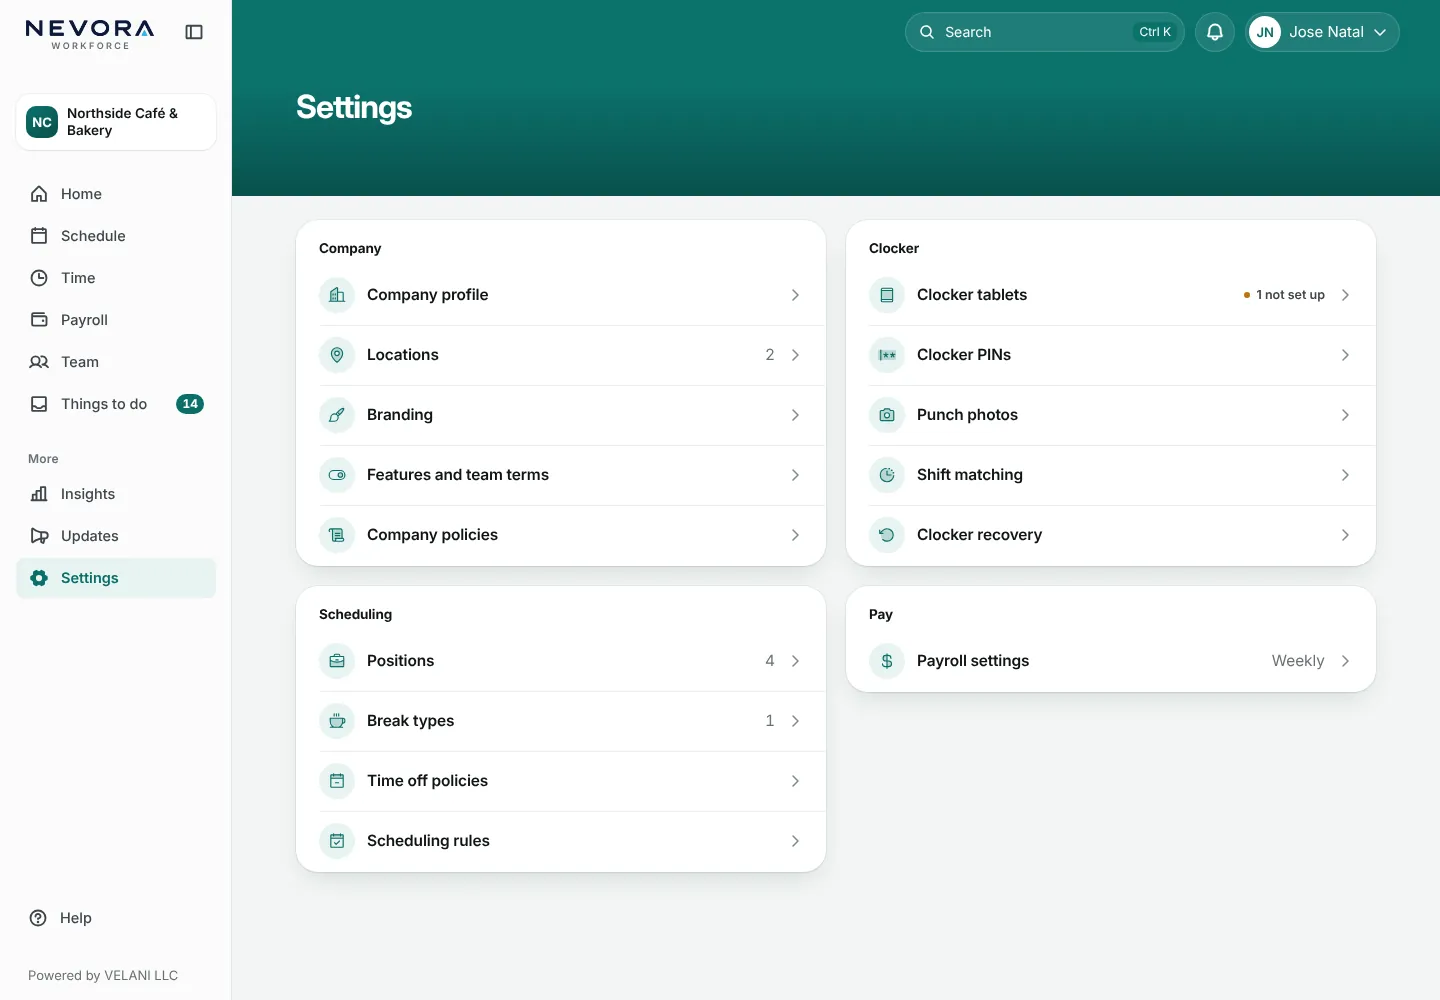 NEVORA
WORKFORCE
Search
Ctrl K
JN
Jose Natal
NC
Northside Café &
Bakery
Settings
Home
Schedule
Time
Payroll
Team
Things to do
14
More
Insights
Updates
Settings
Help
Powered by VELANI LLC
Company
Company profile
Locations
2
Branding
Features and team terms
Company policies
Clocker
Clocker tablets
1 not set up
Clocker PINs
Punch photos
Shift matching
Clocker recovery
Scheduling
Positions
4
Break types
1
Time off policies
Scheduling rules
Pay
Payroll settings
Weekly